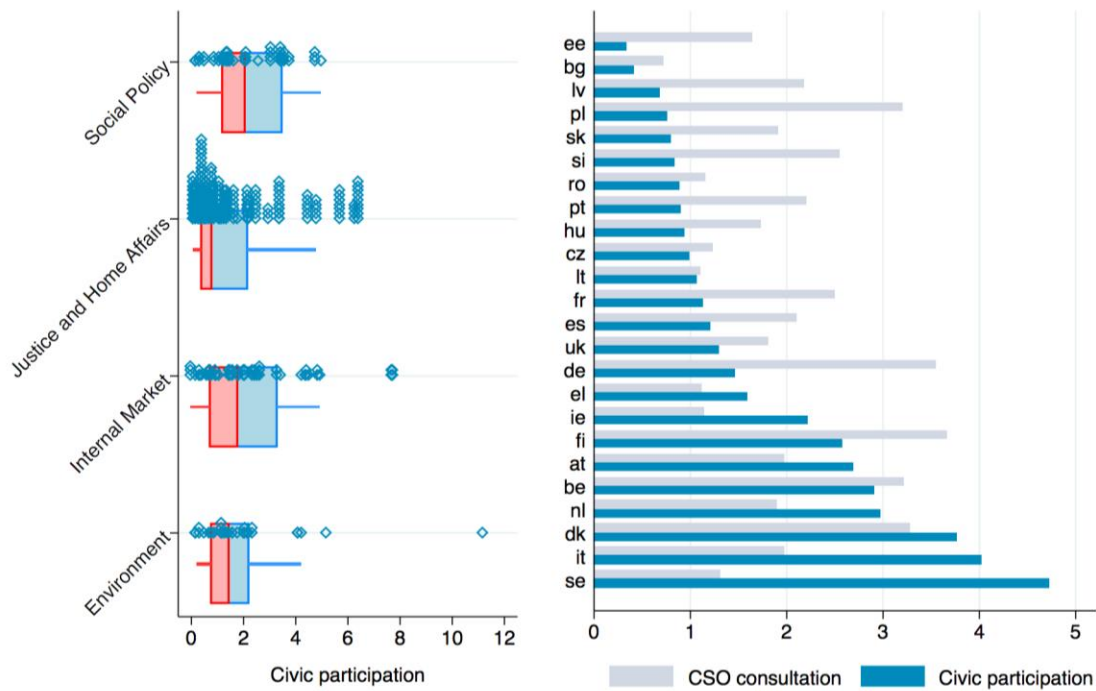 Social Policy
Justice and Home Affairs
Internal Market
Environment
0 2 4 6 8 10 12
Civic participation
ee
bg
lv
pl
sk
si
ro
pt
hu
cz
lt
fr
es
uk
de
el
ie
fi
at
be
nl
dk
it
se
0 1 2 3 4 5
CSO consultation Civic participation